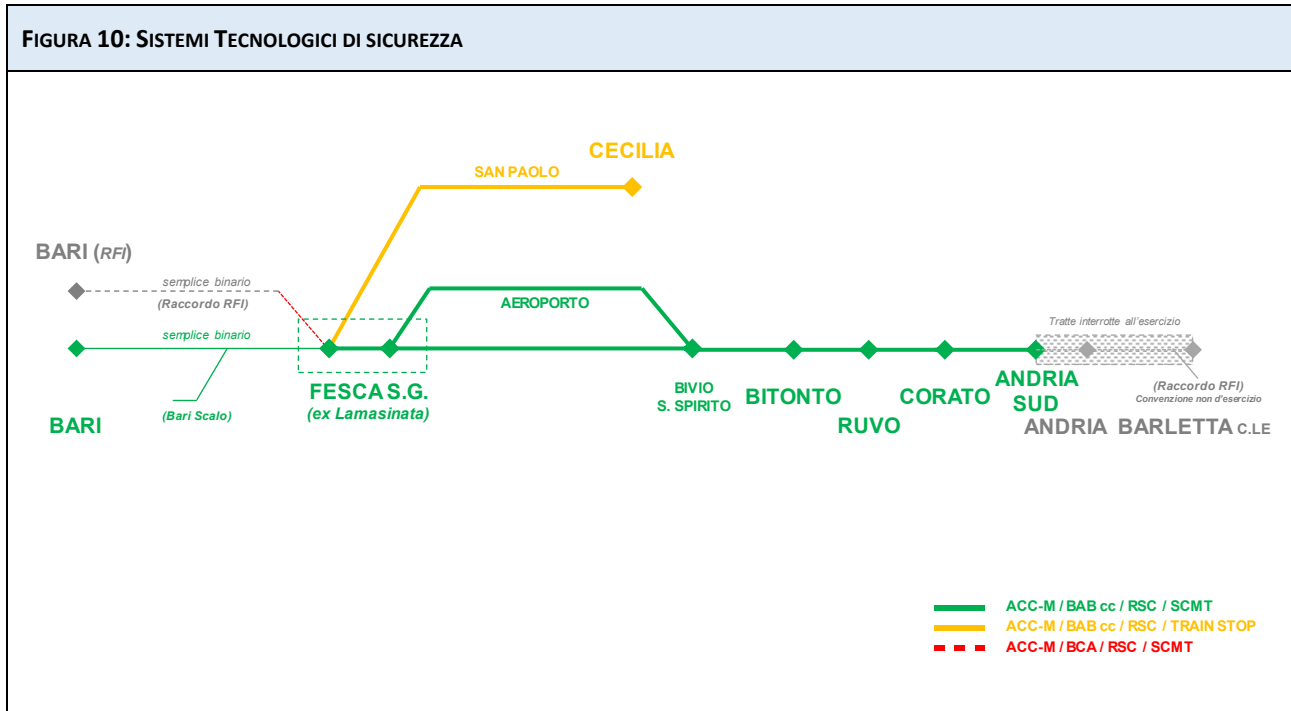 FIGURA 10: SISTEMI TECNOLOGICI DI SICUREZZA
CECILIA
SAN PAOLO
BARI (RFI)
semplice binario
(Raccordo RFI)
AEROPORTO
semplice binario
Tratte interrotte all'esercizio
FESCA S.G.
(ex Lamasinata)
(Bari Scalo)
BARI
BIVIO
S. SPIRITO
BITONTO
RUVO
CORATO
ANDRIA
SUD
(Raccordo RFI)
Convenzione non d'esercizio
ANDRIA
BARLETTA C.LE
ACC-M / BAB cc / RSC / SCMT
ACC-M / BAB cc / RSC / TRAIN STOP
ACC-M / BCA / RSC / SCMT